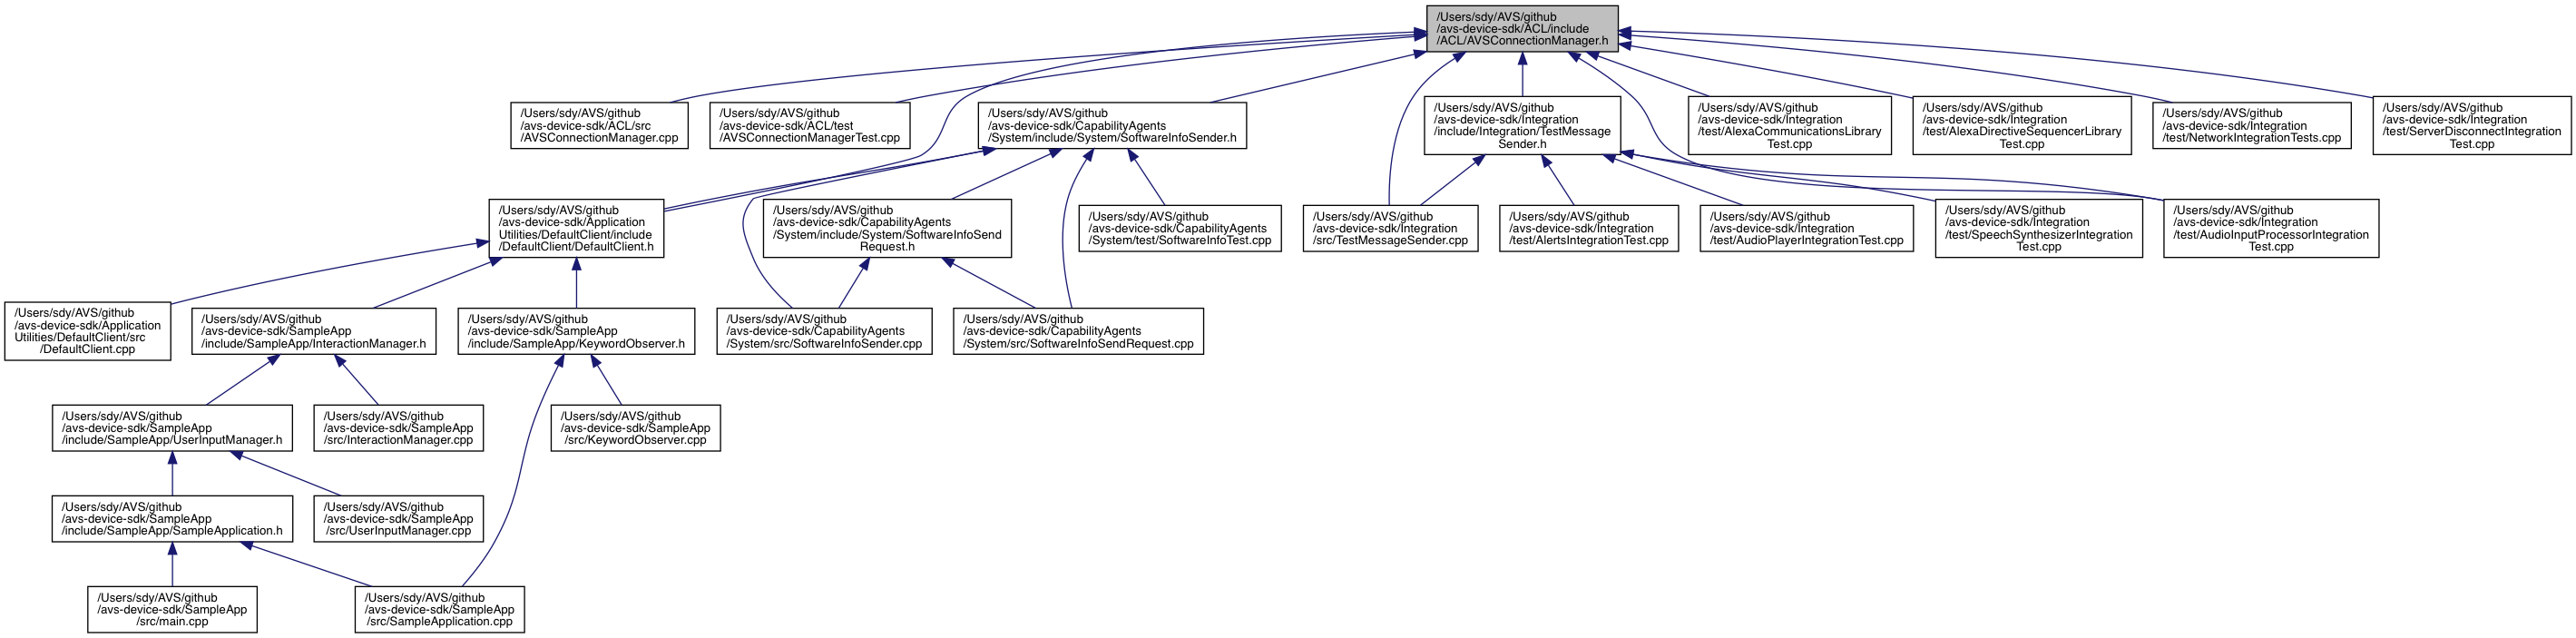 /Users/sdy/AVS/github
/avs-device-sdk/ACL/include
/ACL/AVSConnectionManager.h
/Users/sdy/AVS/github
/avs-device-sdk/ACL/src
/AVSConnectionManager.cpp
/Users/sdy/AVS/github
/avs-device-sdk/ACL/test
/AVSConnectionManagerTest.cpp
/Users/sdy/AVS/github
/avs-device-sdk/CapabilityAgents
/System/include/System/SoftwareInfoSender.h
/Users/sdy/AVS/github
/avs-device-sdk/Integration
/include/Integration/TestMessage
Sender.h
/Users/sdy/AVS/github
/avs-device-sdk/Integration
/test/AlexaCommunicationsLibrary
Test.cpp
/Users/sdy/AVS/github
/avs-device-sdk/Integration
/test/AlexaDirectiveSequencerLibrary
Test.cpp
/Users/sdy/AVS/github
/avs-device-sdk/Integration
/test/NetworkIntegrationTests.cpp
/Users/sdy/AVS/github
/avs-device-sdk/Integration
/test/ServerDisconnectIntegration
Test.cpp
/Users/sdy/AVS/github
/avs-device-sdk/Application
Utilities/DefaultClient/include
/DefaultClient/DefaultClient.h
/Users/sdy/AVS/github
/avs-device-sdk/CapabilityAgents
/System/include/System/SoftwareInfoSend
Request.h
/Users/sdy/AVS/github
/avs-device-sdk/CapabilityAgents
/System/test/SoftwareInfoTest.cpp
/Users/sdy/AVS/github
/avs-device-sdk/Integration
/src/TestMessageSender.cpp
/Users/sdy/AVS/github
/avs-device-sdk/Integration
/test/AlertsIntegrationTest.cpp
/Users/sdy/AVS/github
/avs-device-sdk/Integration
/test/AudioPlayerIntegrationTest.cpp
/Users/sdy/AVS/github
/avs-device-sdk/Integration
/test/SpeechSynthesizerIntegration
Test.cpp
/Users/sdy/AVS/github
/avs-device-sdk/Integration
/test/AudioInputProcessorIntegration
Test.cpp
/Users/sdy/AVS/github
/avs-device-sdk/Application
Utilities/DefaultClient/src
/DefaultClient.cpp
/Users/sdy/AVS/github
/avs-device-sdk/SampleApp
/include/SampleApp/InteractionManager.h
/Users/sdy/AVS/github
/avs-device-sdk/SampleApp
/include/SampleApp/KeywordObserver.h
/Users/sdy/AVS/github
/avs-device-sdk/CapabilityAgents
/System/src/SoftwareInfoSender.cpp
/Users/sdy/AVS/github
/avs-device-sdk/CapabilityAgents
/System/src/SoftwareInfoSendRequest.cpp
/Users/sdy/AVS/github
/avs-device-sdk/SampleApp
/include/SampleApp/UserInputManager.h
/Users/sdy/AVS/github
/avs-device-sdk/SampleApp
/src/InteractionManager.cpp
/Users/sdy/AVS/github
/avs-device-sdk/SampleApp
/src/KeywordObserver.cpp
/Users/sdy/AVS/github
/avs-device-sdk/SampleApp
/include/SampleApp/SampleApplication.h
/Users/sdy/AVS/github
/avs-device-sdk/SampleApp
/src/UserInputManager.cpp
/Users/sdy/AVS/github
/avs-device-sdk/SampleApp
/src/main.cpp
/Users/sdy/AVS/github
/avs-device-sdk/SampleApp
/src/SampleApplication.cpp